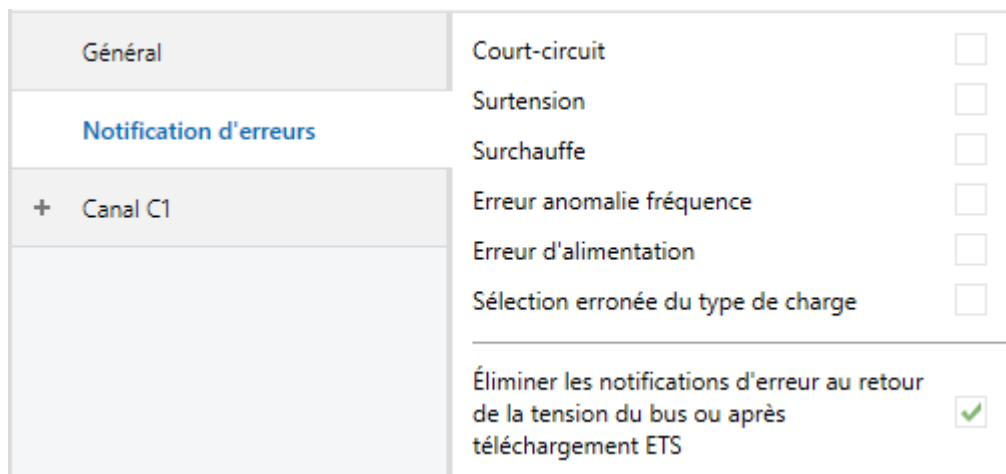 Général
Notification d'erreurs
+ Canal C1
Court-circuit
Surtension
Surchauffe
Erreur anomalie fréquence
Erreur d'alimentation
Sélection erronée du type de charge
Éliminer les notifications d'erreur au retour
de la tension du bus ou après
téléchargement ETS